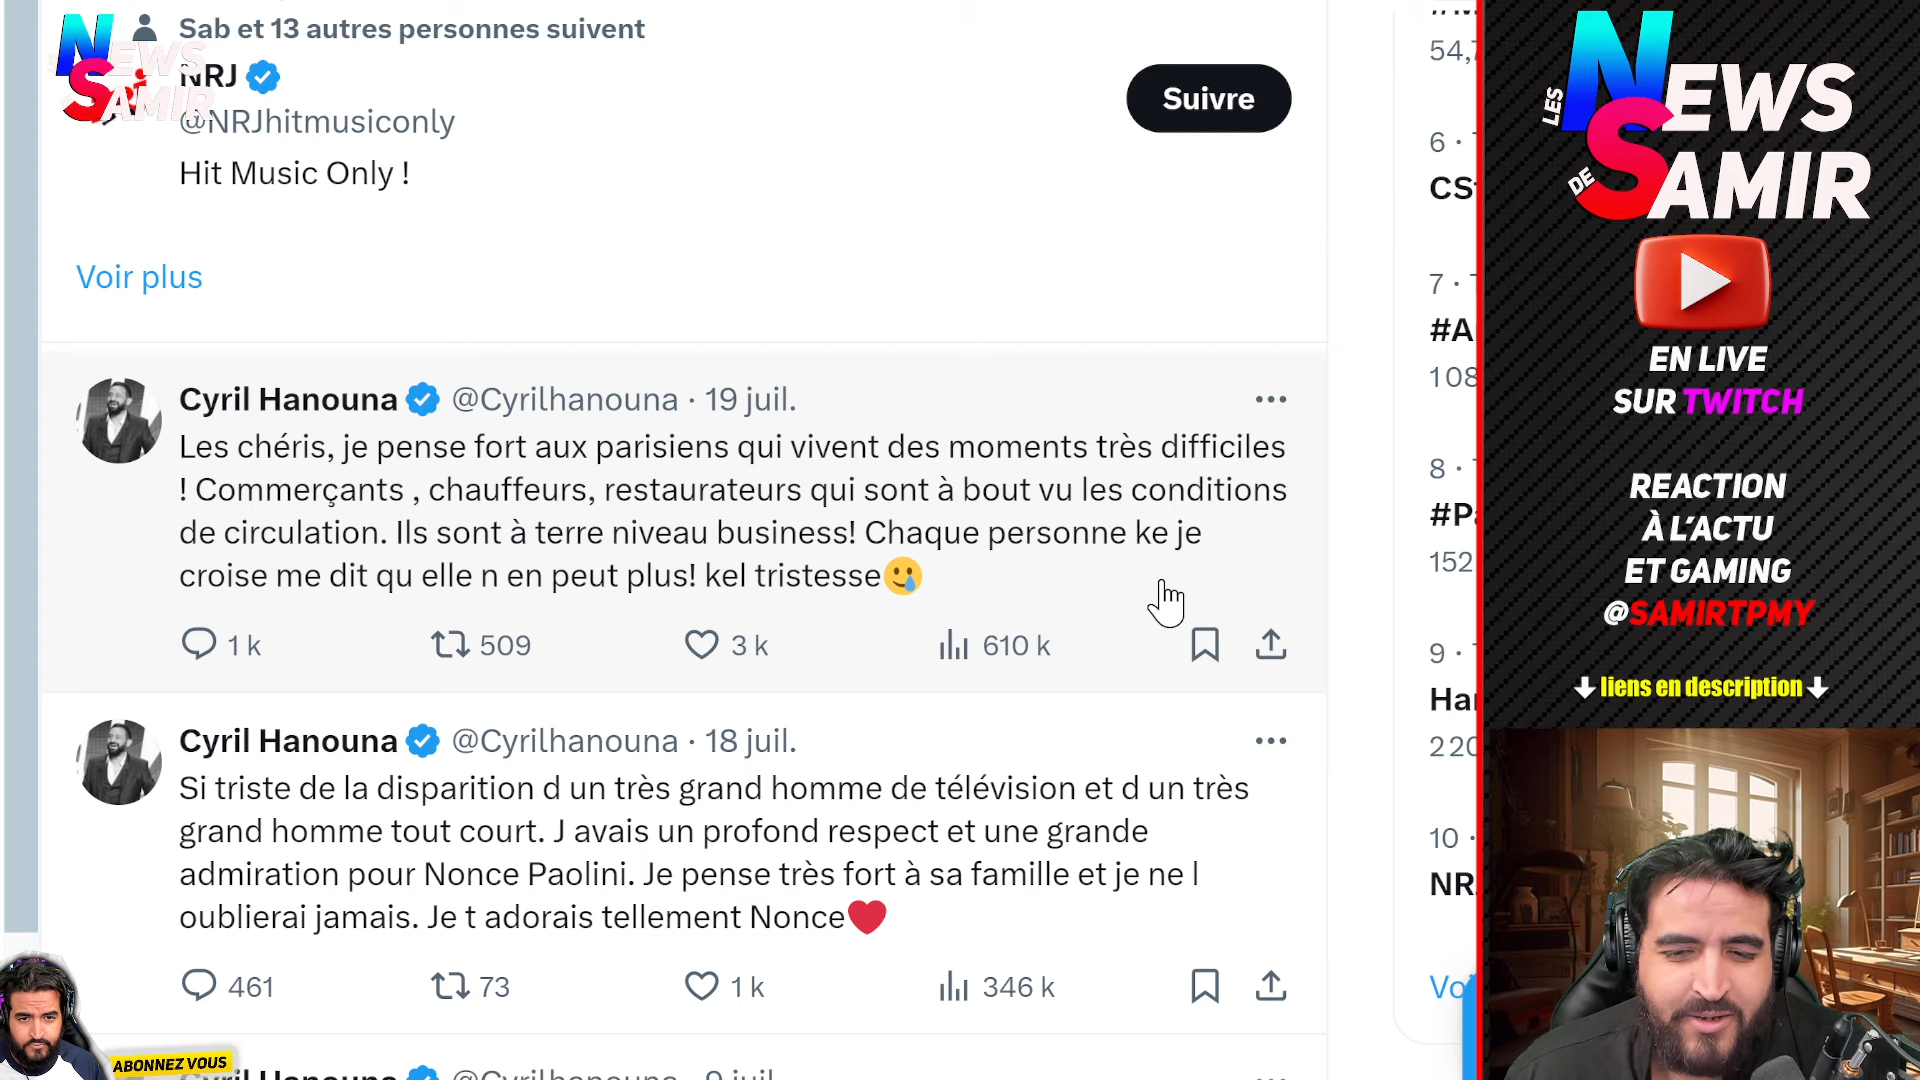 Sab et 13 autres personnes suivent
NRJ
@NRJhitmusiconly
Hit Music Only !
Suivre
Voir plus
Cyril Hanouna @Cyrilhanouna · 19 juil.
Les chéris, je pense fort aux parisiens qui vivent des moments très difficiles
! Commerçants , chauffeurs, restaurateurs qui sont à bout vu les conditions
de circulation. Ils sont à terre niveau business! Chaque personne ke je
croise me dit qu elle n en peut plus! kel tristesse🥲
1 k 509 3 k 610 k
Cyril Hanouna @Cyrilhanouna · 18 juil.
Si triste de la disparition d un très grand homme de télévision et d un très
grand homme tout court. J avais un profond respect et une grande
admiration pour Nonce Paolini. Je pense très fort à sa famille et je ne l
oublierai jamais. Je t adorais tellement Nonce❤️
461 73 1 k 346 k
Cyril Hanouna @Cyrilhanouna · 9 juil.
NEWS
SAMIR
ABONNEZ VOUS
54,
6 ·
CS
7 ·
#A
108
8 ·
#Pa
152
9 ·
Ha
220
10 ·
NR
Vo
LES
NEWS
DE
SAMIR
EN LIVE
SUR TWITCH
REACTION
À L'ACTU
ET GAMING
@SAMIRTPMY
liens en description